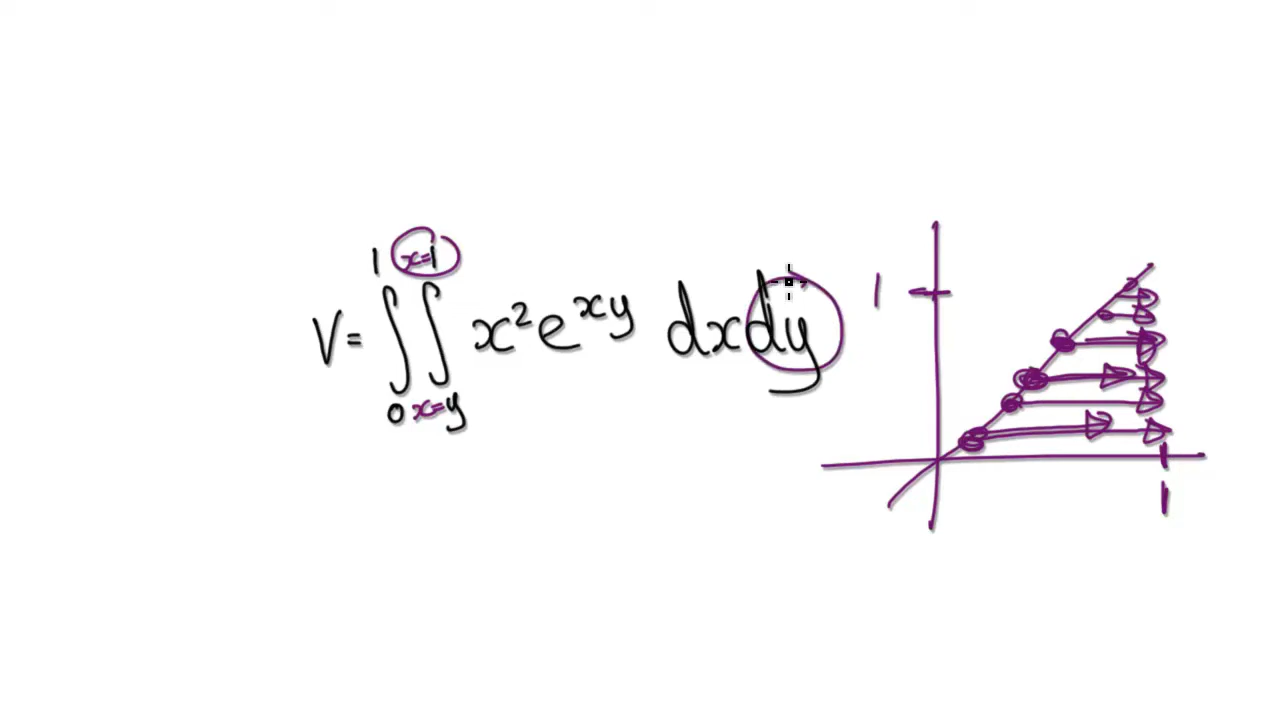 1 x=1
V= ∫∫ x²e^{xy} dxdy
0 x=y
1
1